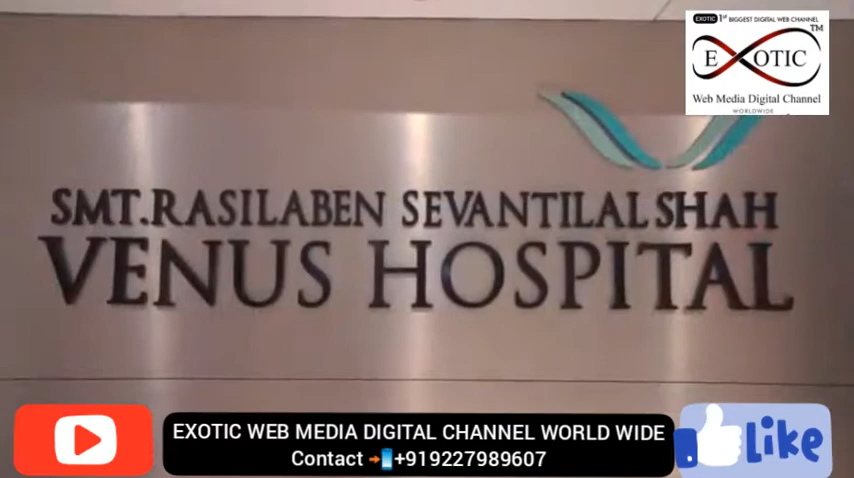 EXOTIC 1st BIGGEST DIGITAL WEB CHANNEL
EXOTIC TM
Web Media Digital Channel
WORLDWIDE
SMT.RASILABEN SEVANTILAL SHAH
VENUS HOSPITAL
EXOTIC WEB MEDIA DIGITAL CHANNEL WORLD WIDE
Contact +919227989607
Like